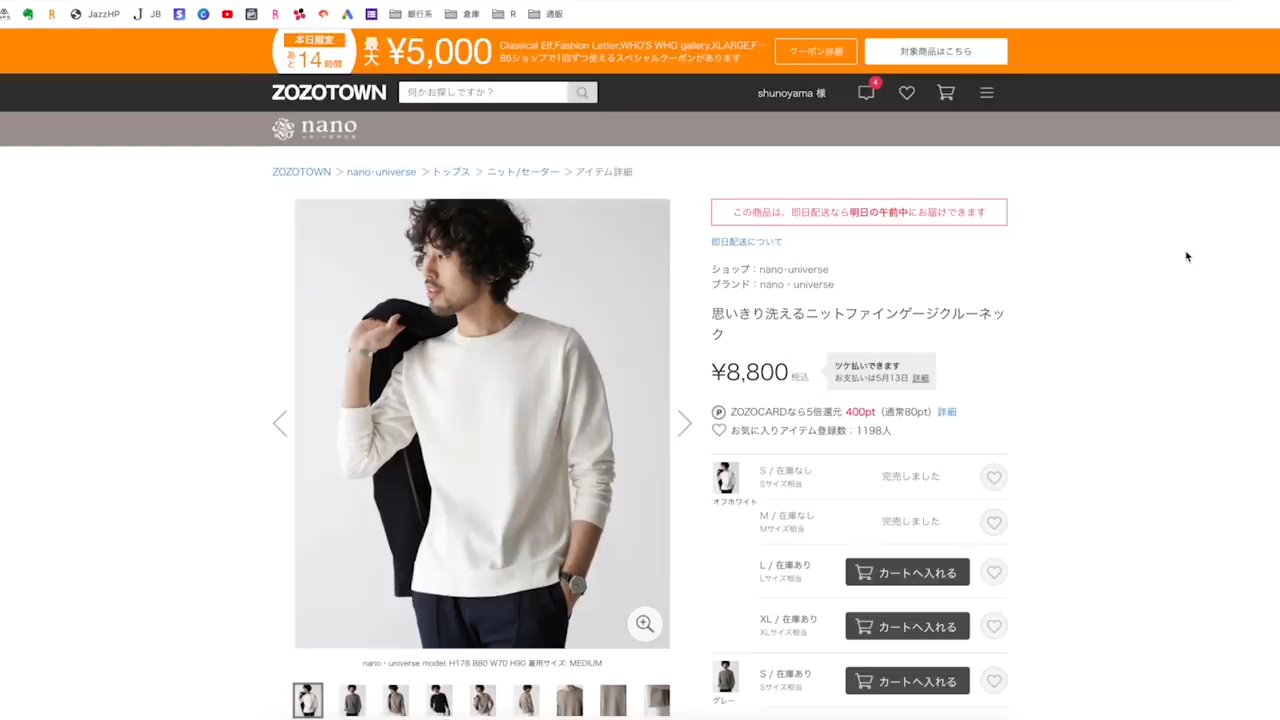 R
JazzHP
J JB
S
C
R
銀行系
倉庫
R
通販
本日限定
あと14時間
最大 ¥5,000
Classical Elf,Fashion Letter,WHO'S WHO gallery,XLARGE,F…
86ショップで1回ずつ使えるスペシャルクーポンがあります
クーポン詳細
対象商品はこちら
ZOZOTOWN
何かお探しですか？
shunoyama 様
4
nano
UNIVERSE
ZOZOTOWN > nano・universe > トップス > ニット/セーター > アイテム詳細
この商品は、即日配送なら明日の午前中にお届けできます
即日配送について
ショップ：nano・universe
ブランド：nano・universe
思いきり洗えるニットファインゲージクルーネッ
ク
¥8,800 税込
ツケ払いできます
お支払いは5月13日 詳細
P ZOZOCARDなら5倍還元 400pt（通常80pt）詳細
お気に入りアイテム登録数：1198人
オフホワイト
S / 在庫なし
Sサイズ相当
完売しました
M / 在庫なし
Mサイズ相当
完売しました
L / 在庫あり
Lサイズ相当
カートへ入れる
XL / 在庫あり
XLサイズ相当
カートへ入れる
グレー
S / 在庫あり
Sサイズ相当
カートへ入れる
nano・universe model: H178 B80 W70 H90 着用サイズ: MEDIUM